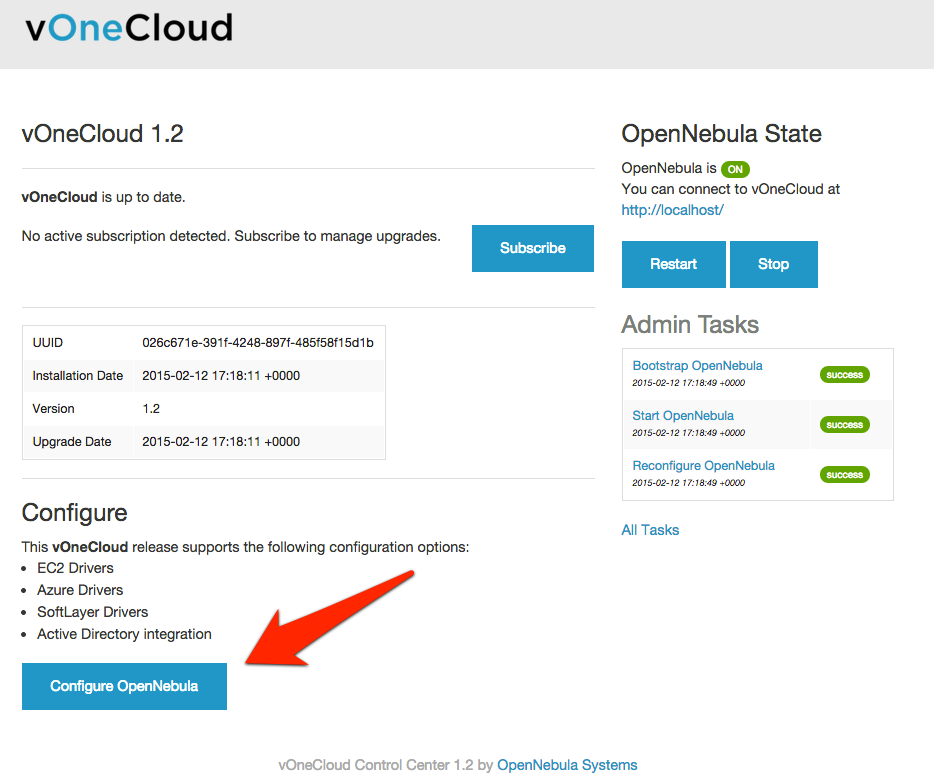 vOneCloud
vOneCloud 1.2
vOneCloud is up to date.
No active subscription detected. Subscribe to manage upgrades.
Subscribe
UUID 026c671e-391f-4248-897f-485f58f15d1b
Installation Date 2015-02-12 17:18:11 +0000
Version 1.2
Upgrade Date 2015-02-12 17:18:11 +0000
Configure
This vOneCloud release supports the following configuration options:
• EC2 Drivers
• Azure Drivers
• SoftLayer Drivers
• Active Directory integration
Configure OpenNebula
OpenNebula State
OpenNebula is ON
You can connect to vOneCloud at
http://localhost/
Restart Stop
Admin Tasks
Bootstrap OpenNebula success
2015-02-12 17:18:49 +0000
Start OpenNebula success
2015-02-12 17:18:49 +0000
Reconfigure OpenNebula success
2015-02-12 17:18:49 +0000
All Tasks
vOneCloud Control Center 1.2 by OpenNebula Systems